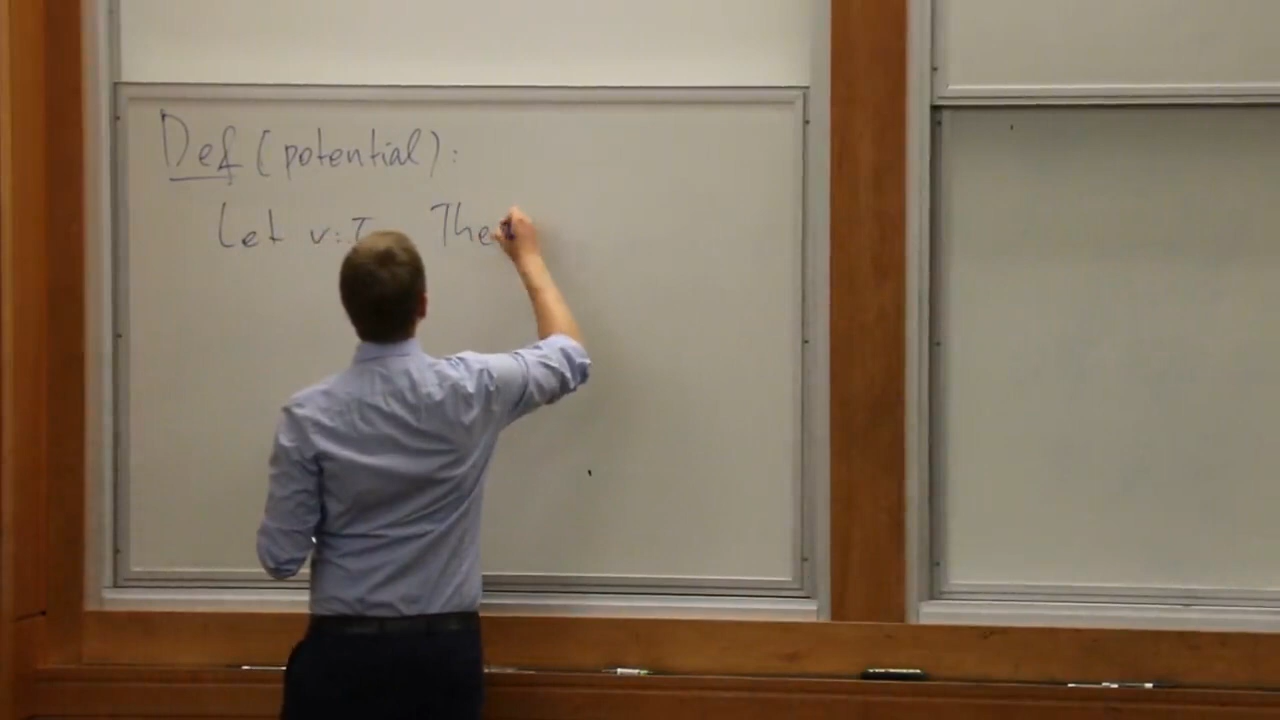 Def (potential):
Let v: The